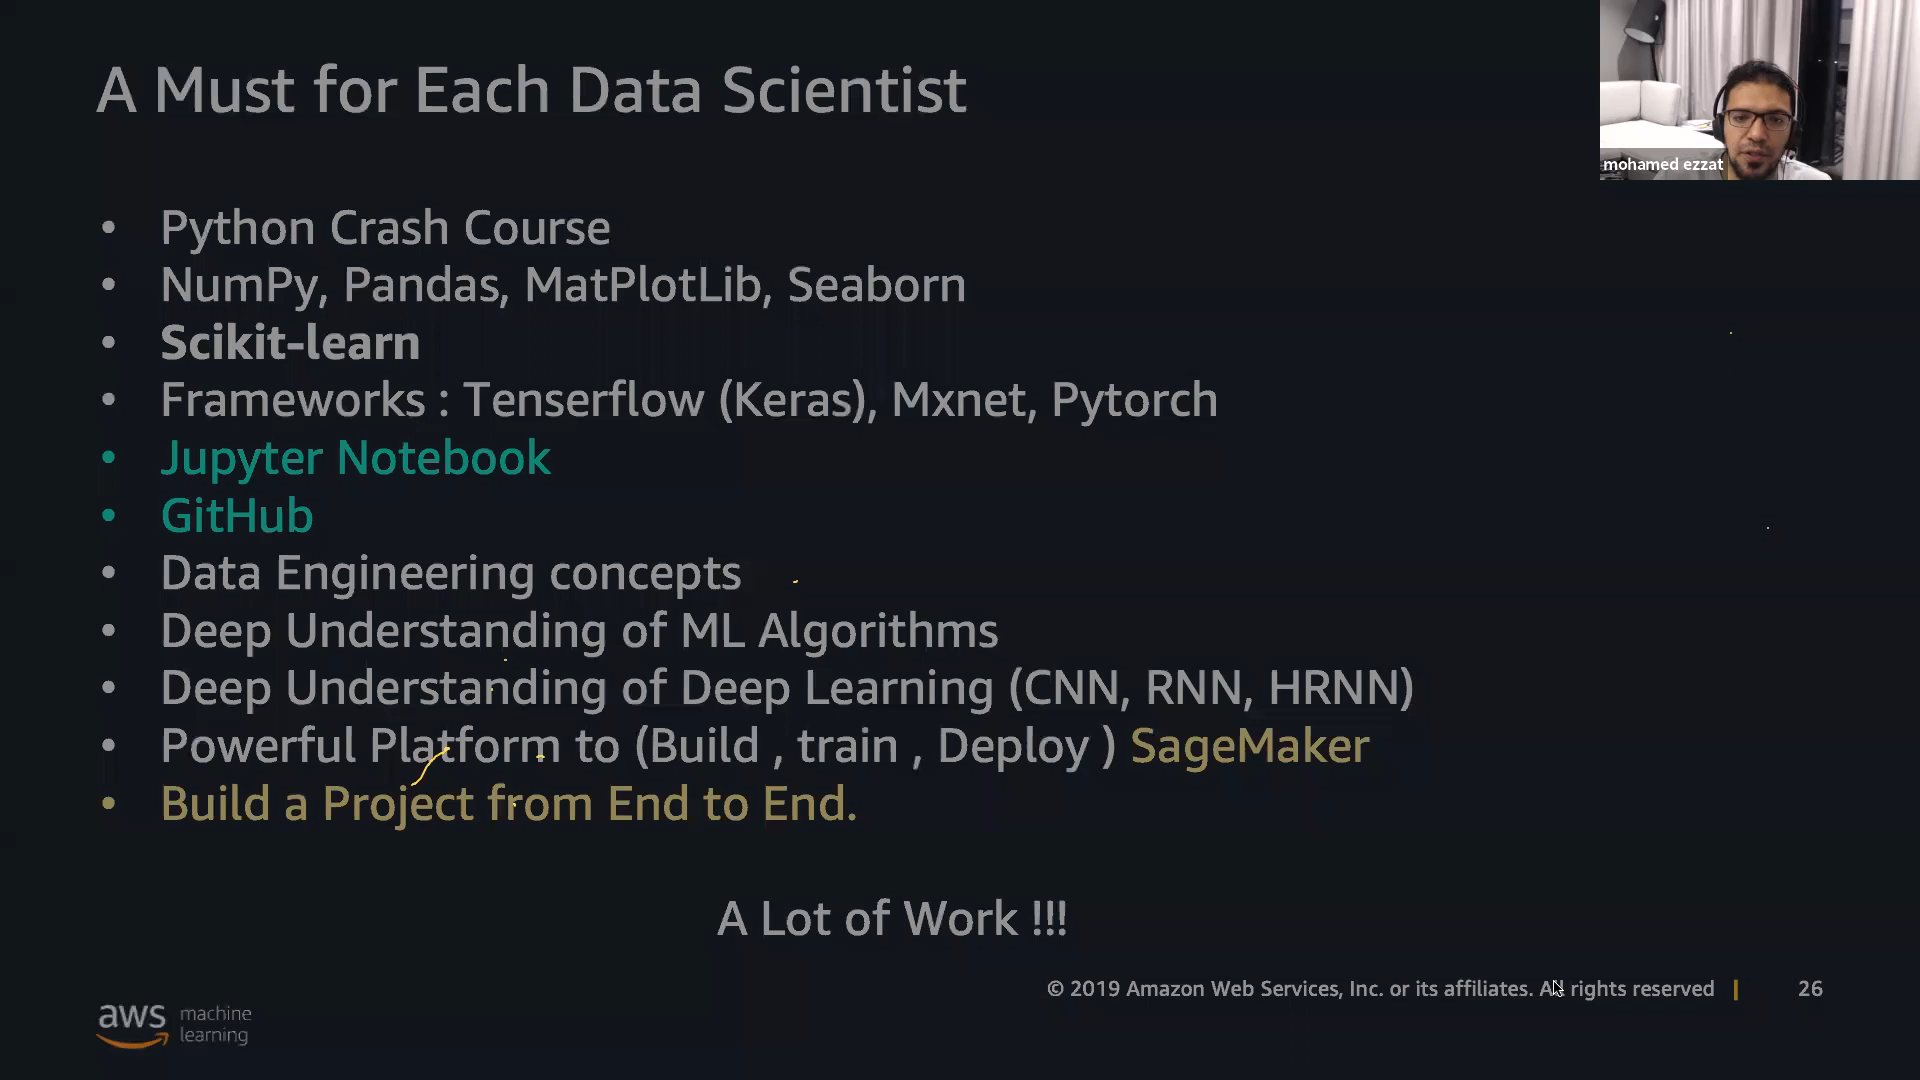 A Must for Each Data Scientist
mohamed ezzat
• Python Crash Course
• NumPy, Pandas, MatPlotLib, Seaborn
• Scikit-learn
• Frameworks : Tenserflow (Keras), Mxnet, Pytorch
• Jupyter Notebook
• GitHub
• Data Engineering concepts
• Deep Understanding of ML Algorithms
• Deep Understanding of Deep Learning (CNN, RNN, HRNN)
• Powerful Platform to (Build , train , Deploy ) SageMaker
• Build a Project from End to End.
A Lot of Work !!!
© 2019 Amazon Web Services, Inc. or its affiliates. All rights reserved | 26
aws machine
learning